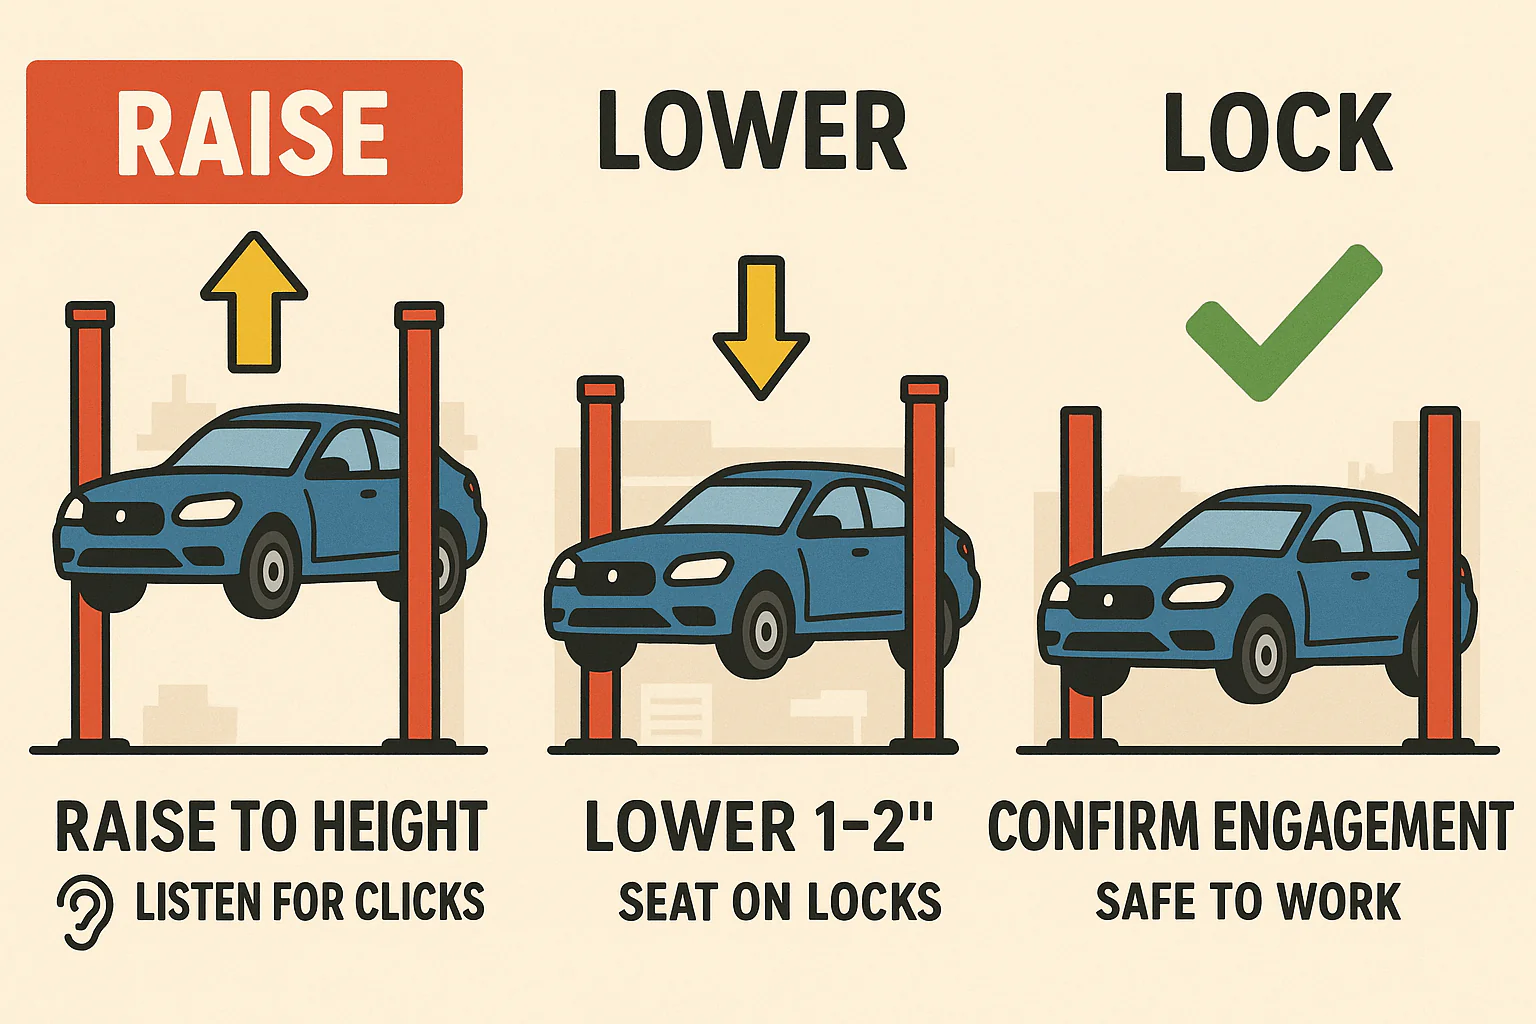 RAISE
LOWER
LOCK
RAISE TO HEIGHT
LISTEN FOR CLICKS
LOWER 1-2"
SEAT ON LOCKS
CONFIRM ENGAGEMENT
SAFE TO WORK